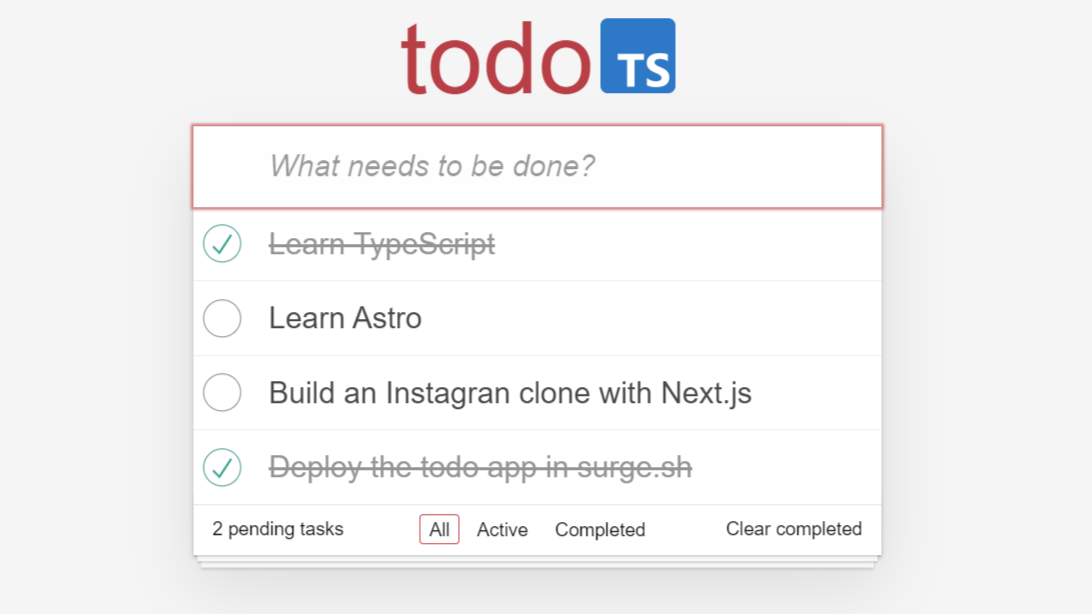 todo TS
What needs to be done?
Learn TypeScript
Learn Astro
Build an Instagran clone with Next.js
Deploy the todo app in surge.sh
2 pending tasks All Active Completed Clear completed